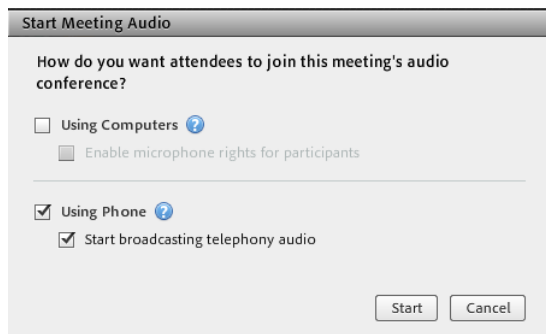 Start Meeting Audio
How do you want attendees to join this meeting's audio
conference?
Using Computers ?
Enable microphone rights for participants
Using Phone ?
Start broadcasting telephony audio
Start Cancel